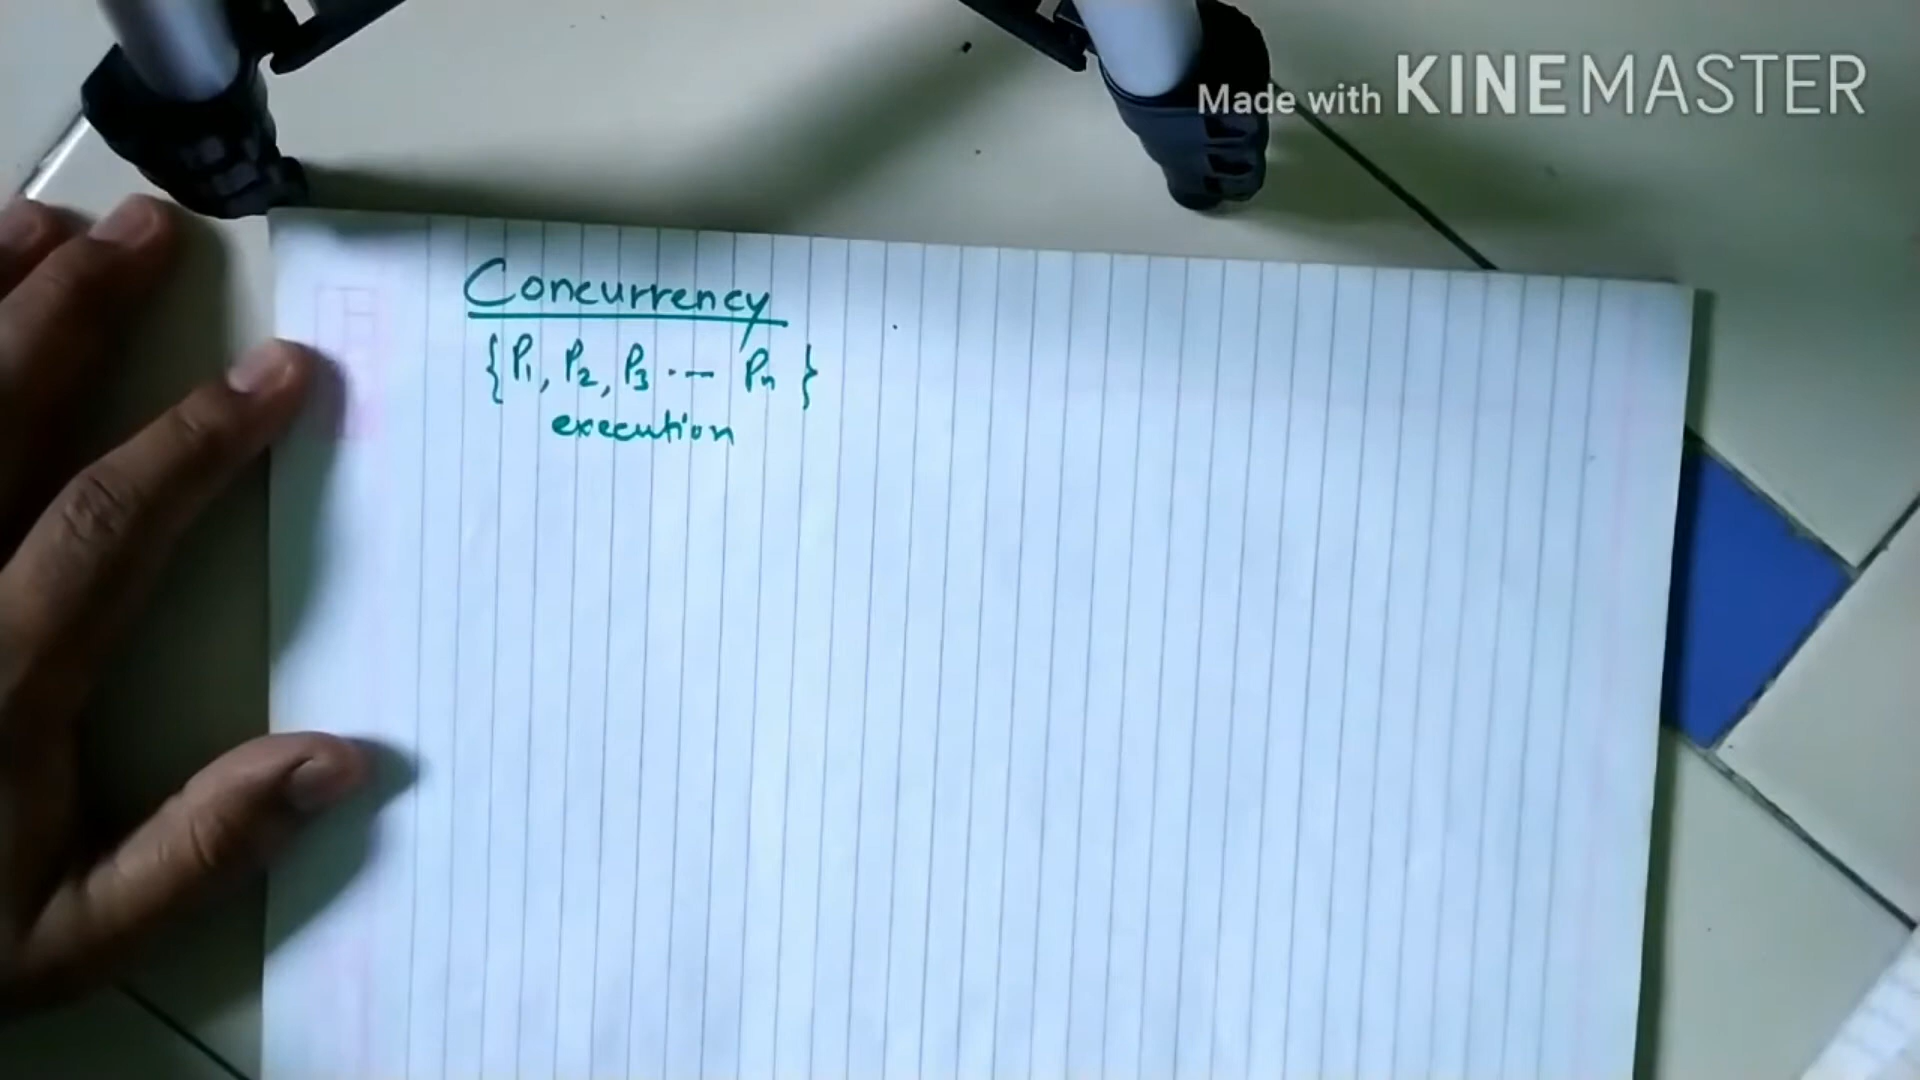 Made with KINEMASTER
Concurrency
{P1, P2, P3 .-- Pn}
execution